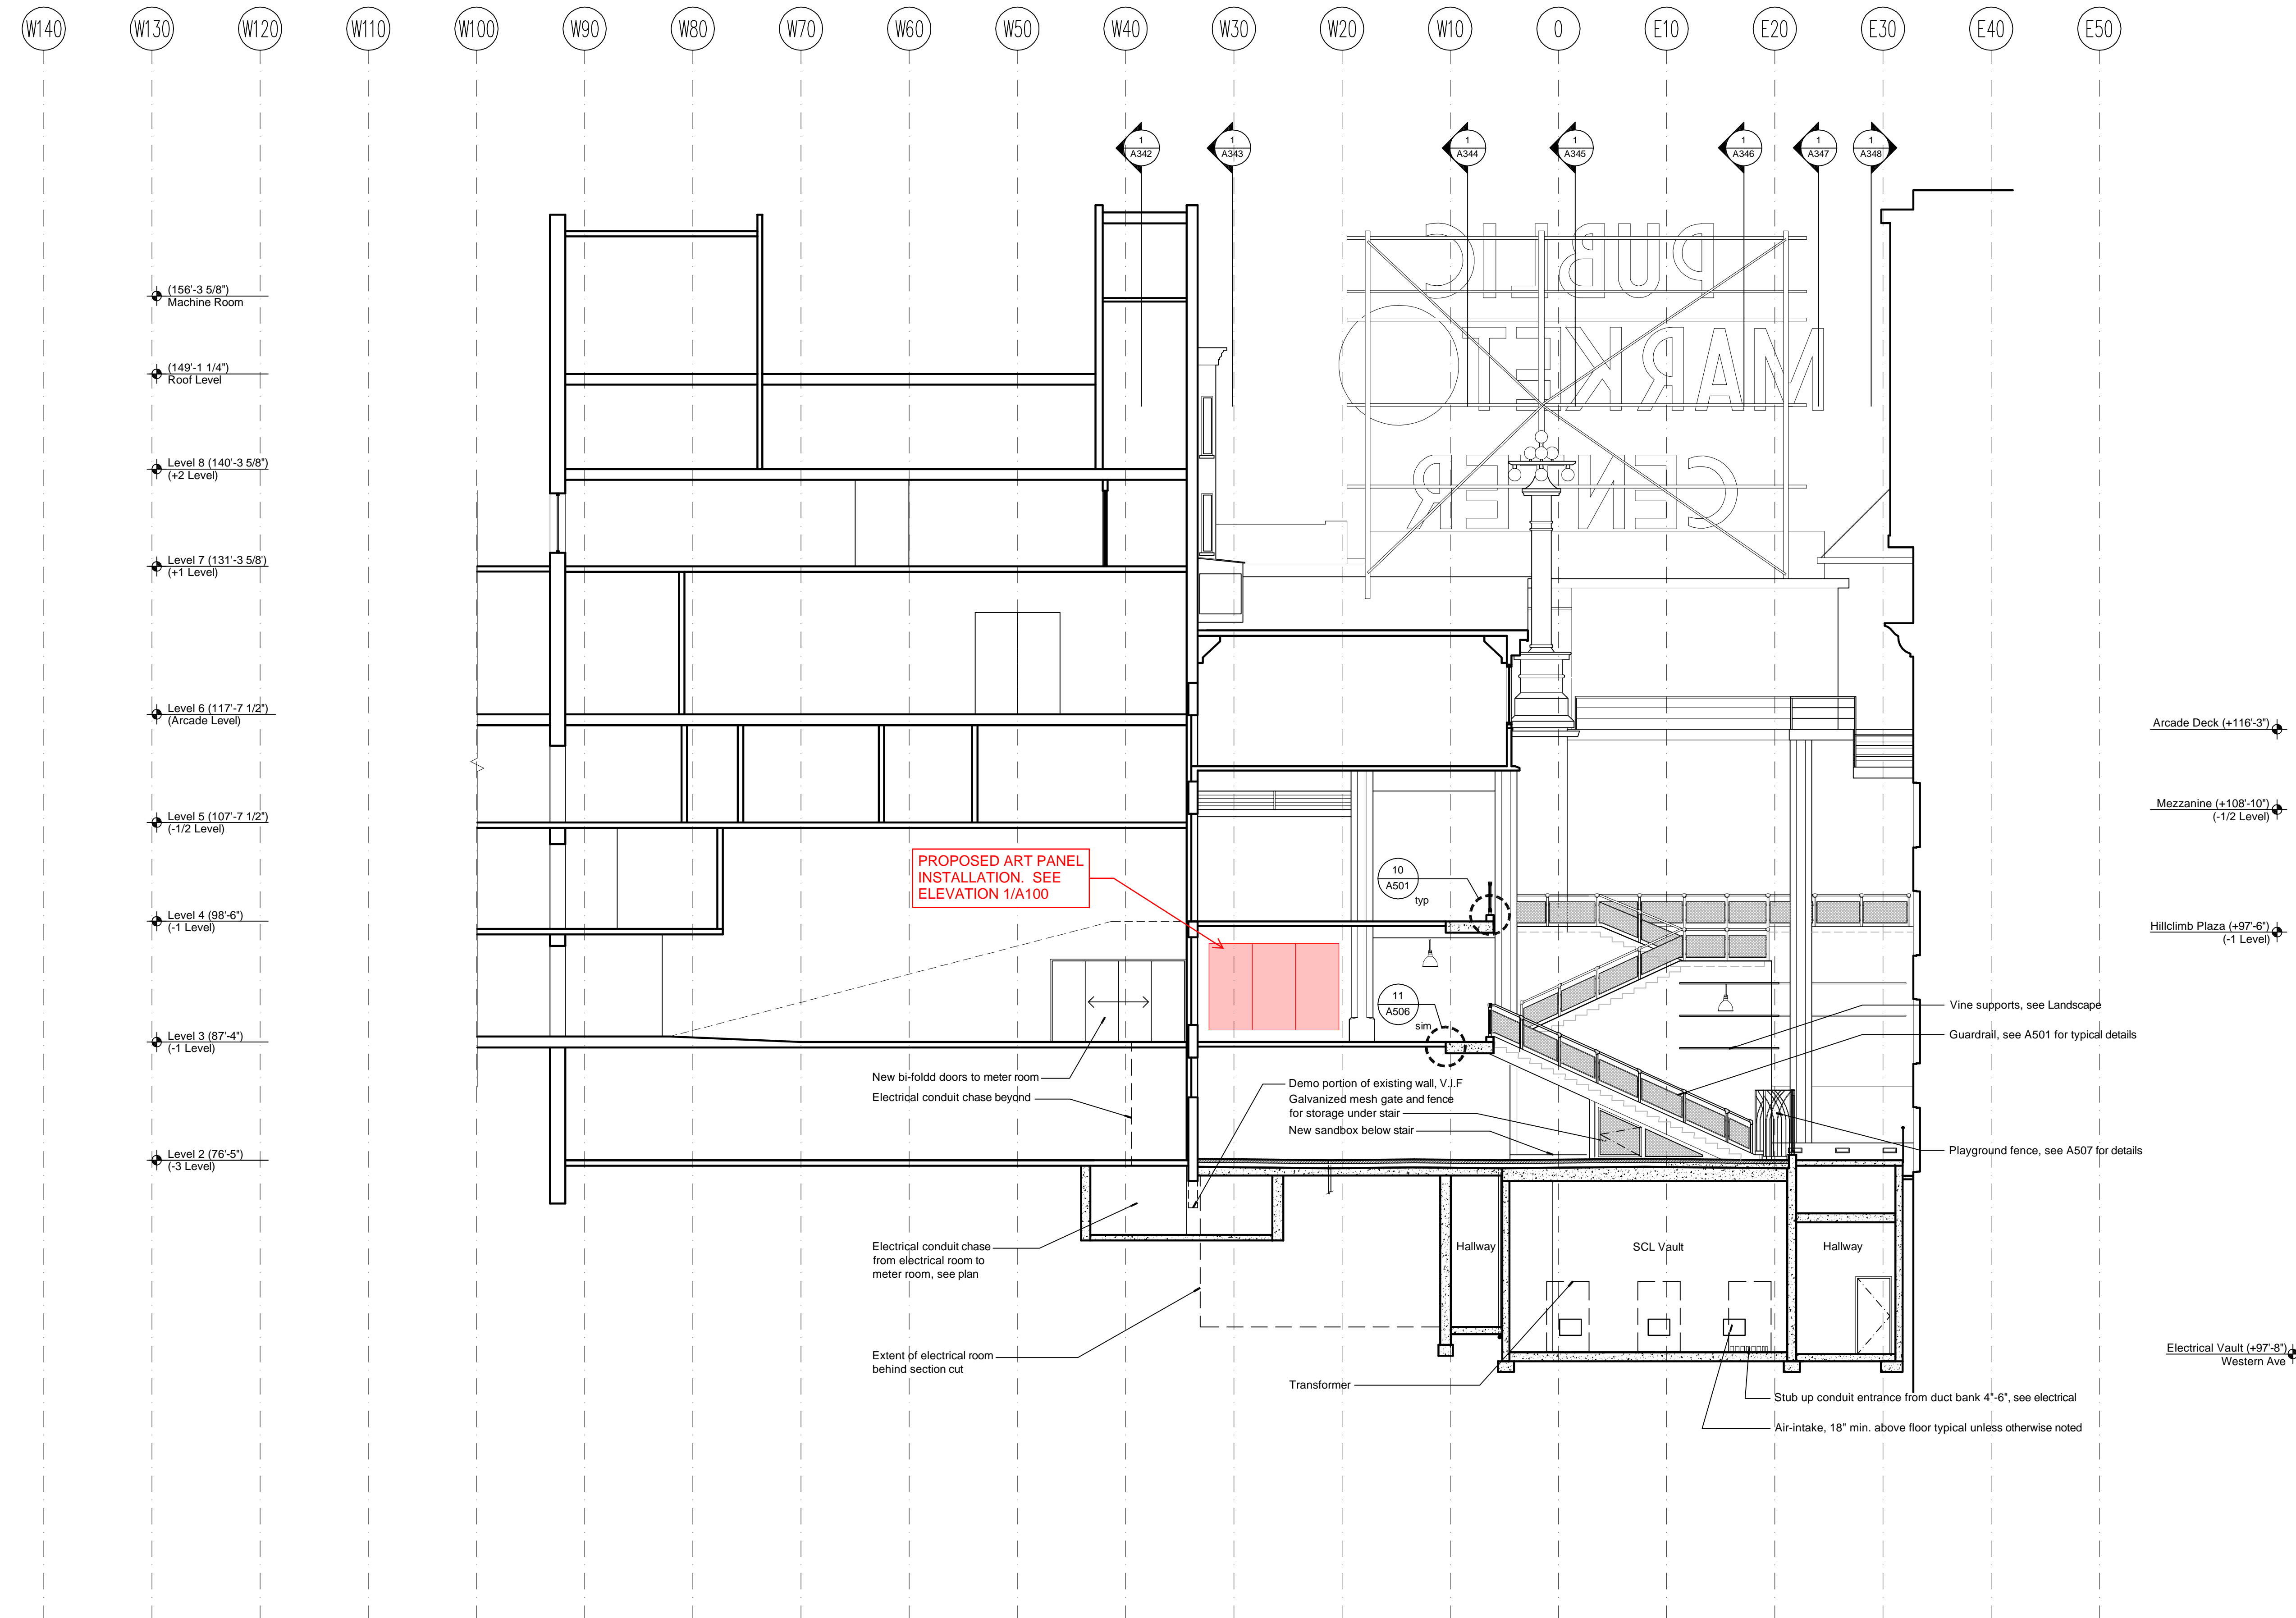 W140 W130 W120 W110 W100 W90 W80 W70 W60 W50 W40 W30 W20 W10 0 E10 E20 E30 E40 E50
1 1 1 1 1 1 1
A342 A343 A344 A345 A346 A347 A348
PUBLIC
MARKET
CENTER
(156'-3 5/8")
Machine Room
(149'-1 1/4")
Roof Level
Level 8 (140'-3 5/8")
(+2 Level)
Level 7 (131'-3 5/8')
(+1 Level)
Level 6 (117'-7 1/2")
(Arcade Level)
Level 5 (107'-7 1/2")
(-1/2 Level)
Level 4 (98'-6")
(-1 Level)
Level 3 (87'-4")
(-1 Level)
Level 2 (76'-5")
(-3 Level)
PROPOSED ART PANEL
INSTALLATION. SEE
ELEVATION 1/A100
10
A501
typ
11
A506
sim
Arcade Deck (+116'-3")
Mezzanine (+108'-10")
(-1/2 Level)
Hillclimb Plaza (+97'-6")
(-1 Level)
Vine supports, see Landscape
Guardrail, see A501 for typical details
Playground fence, see A507 for details
New bi-foldd doors to meter room
Electrical conduit chase beyond
Demo portion of existing wall, V.I.F
Galvanized mesh gate and fence
for storage under stair
New sandbox below stair
Electrical conduit chase
from electrical room to
meter room, see plan
Extent of electrical room
behind section cut
Hallway
SCL Vault
Hallway
Transformer
Electrical Vault (+97'-8")
Western Ave
Stub up conduit entrance from duct bank 4"-6", see electrical
Air-intake, 18" min. above floor typical unless otherwise noted